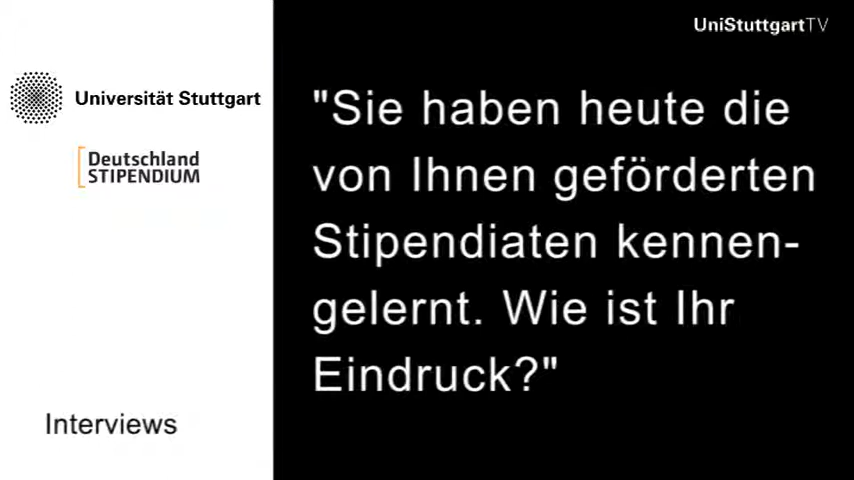 UniStuttgartTV
Universität Stuttgart
Deutschland
STIPENDIUM
"Sie haben heute die
von Ihnen geförderten
Stipendiaten kennen-
gelernt. Wie ist Ihr
Eindruck?"
Interviews